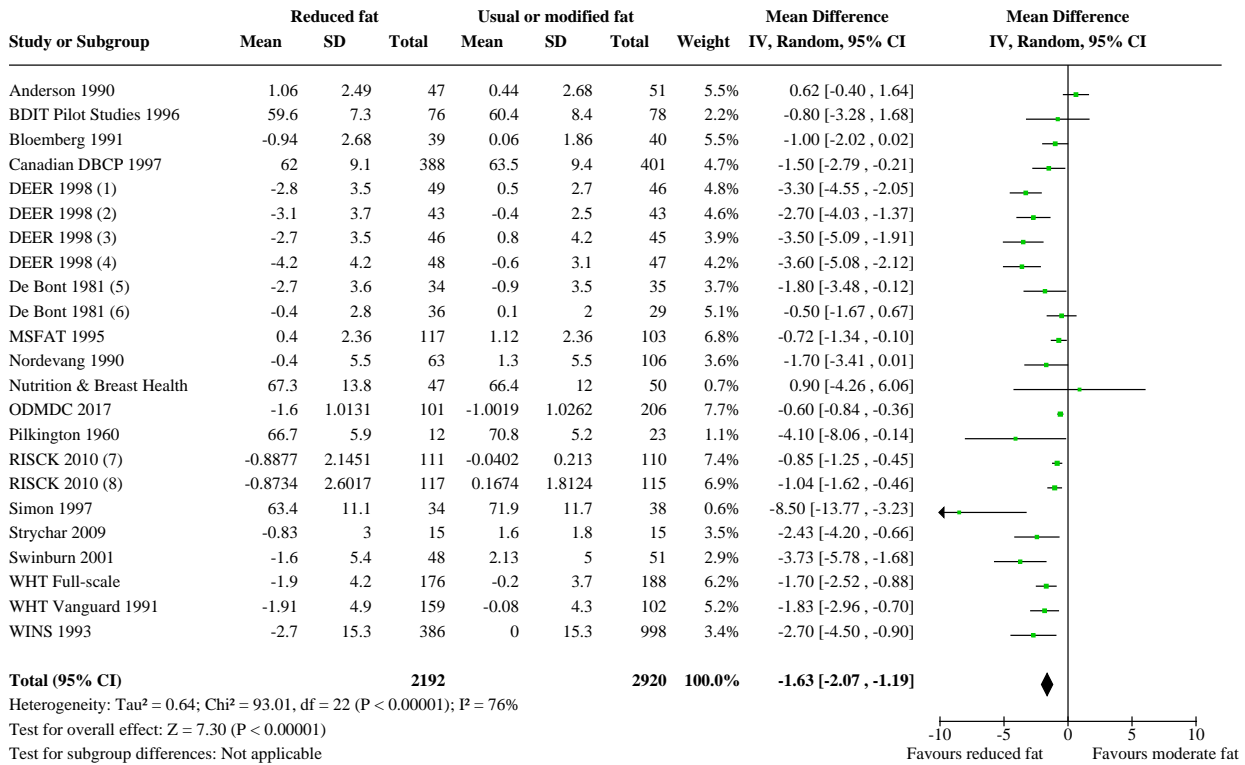 Reduced fat Usual or modified fat Mean Difference Mean Difference
Study or Subgroup Mean SD Total Mean SD Total Weight IV, Random, 95% CI IV, Random, 95% CI
Anderson 1990 1.06 2.49 47 0.44 2.68 51 5.5% 0.62 [-0.40 , 1.64]
BDIT Pilot Studies 1996 59.6 7.3 76 60.4 8.4 78 2.2% -0.80 [-3.28 , 1.68]
Bloemberg 1991 -0.94 2.68 39 0.06 1.86 40 5.5% -1.00 [-2.02 , 0.02]
Canadian DBCP 1997 62 9.1 388 63.5 9.4 401 4.7% -1.50 [-2.79 , -0.21]
DEER 1998 (1) -2.8 3.5 49 0.5 2.7 46 4.8% -3.30 [-4.55 , -2.05]
DEER 1998 (2) -3.1 3.7 43 -0.4 2.5 43 4.6% -2.70 [-4.03 , -1.37]
DEER 1998 (3) -2.7 3.5 46 0.8 4.2 45 3.9% -3.50 [-5.09 , -1.91]
DEER 1998 (4) -4.2 4.2 48 -0.6 3.1 47 4.2% -3.60 [-5.08 , -2.12]
De Bont 1981 (5) -2.7 3.6 34 -0.9 3.5 35 3.7% -1.80 [-3.48 , -0.12]
De Bont 1981 (6) -0.4 2.8 36 0.1 2 29 5.1% -0.50 [-1.67 , 0.67]
MSFAT 1995 0.4 2.36 117 1.12 2.36 103 6.8% -0.72 [-1.34 , -0.10]
Nordevang 1990 -0.4 5.5 63 1.3 5.5 106 3.6% -1.70 [-3.41 , 0.01]
Nutrition & Breast Health 67.3 13.8 47 66.4 12 50 0.7% 0.90 [-4.26 , 6.06]
ODMDC 2017 -1.6 1.0131 101 -1.0019 1.0262 206 7.7% -0.60 [-0.84 , -0.36]
Pilkington 1960 66.7 5.9 12 70.8 5.2 23 1.1% -4.10 [-8.06 , -0.14]
RISCK 2010 (7) -0.8877 2.1451 111 -0.0402 0.213 110 7.4% -0.85 [-1.25 , -0.45]
RISCK 2010 (8) -0.8734 2.6017 117 0.1674 1.8124 115 6.9% -1.04 [-1.62 , -0.46]
Simon 1997 63.4 11.1 34 71.9 11.7 38 0.6% -8.50 [-13.77 , -3.23]
Strychar 2009 -0.83 3 15 1.6 1.8 15 3.5% -2.43 [-4.20 , -0.66]
Swinburn 2001 -1.6 5.4 48 2.13 5 51 2.9% -3.73 [-5.78 , -1.68]
WHT Full-scale -1.9 4.2 176 -0.2 3.7 188 6.2% -1.70 [-2.52 , -0.88]
WHT Vanguard 1991 -1.91 4.9 159 -0.08 4.3 102 5.2% -1.83 [-2.96 , -0.70]
WINS 1993 -2.7 15.3 386 0 15.3 998 3.4% -2.70 [-4.50 , -0.90]
Total (95% CI) 2192 2920 100.0% -1.63 [-2.07 , -1.19]
Heterogeneity: Tau² = 0.64; Chi² = 93.01, df = 22 (P < 0.00001); I² = 76%
Test for overall effect: Z = 7.30 (P < 0.00001)
Test for subgroup differences: Not applicable
-10 -5 0 5 10
Favours reduced fat Favours moderate fat